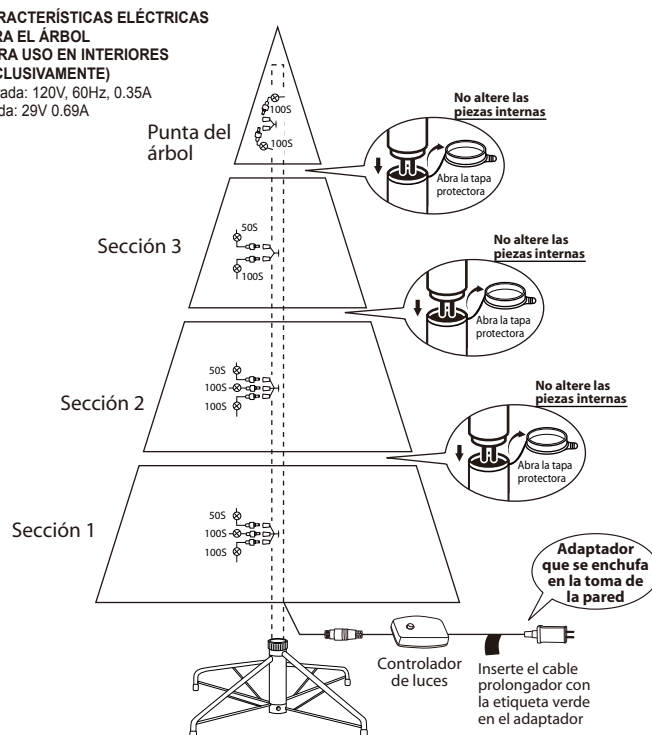 RACTERÍSTICAS ELÉCTRICAS
RA EL ÁRBOL
RA USO EN INTERIORES
CLUSIVAMENTE)
ada: 120V, 60Hz, 0.35A
da: 29V 0.69A
Punta del
árbol
100S
100S
No altere las
piezas internas
Abra la tapa
protectora
Sección 3
50S
100S
No altere las
piezas internas
Abra la tapa
protectora
Sección 2
50S
100S
100S
No altere las
piezas internas
Abra la tapa
protectora
Sección 1
50S
100S
100S
Adaptador
que se enchufa
en la toma de
la pared
Controlador
de luces
Inserte el cable
prolongador con
la etiqueta verde
en el adaptador